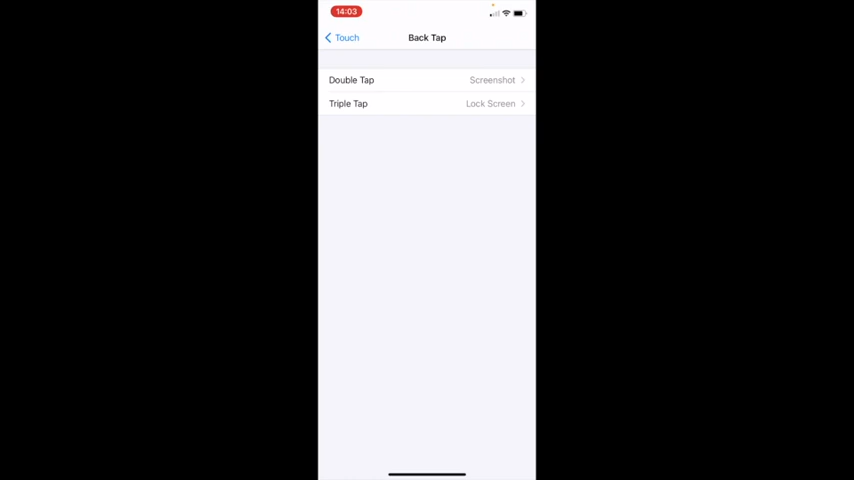 14:03
Touch
Back Tap
Double Tap Screenshot
Triple Tap Lock Screen